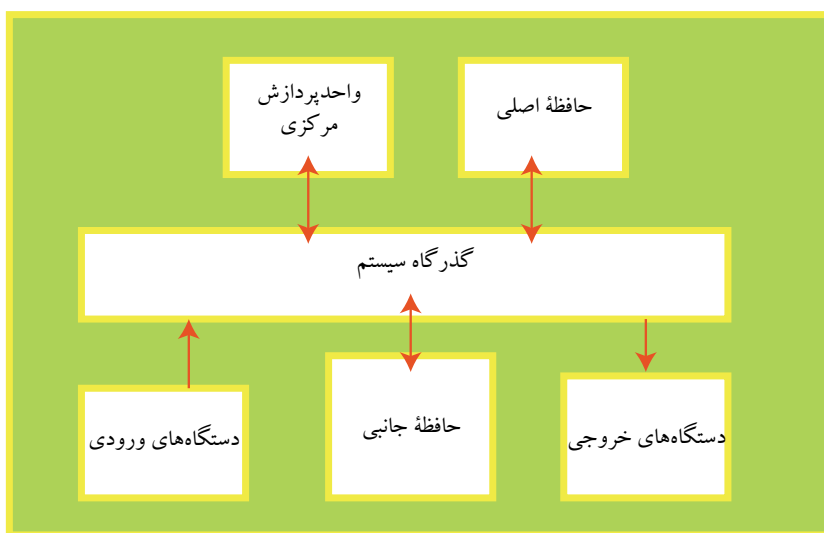 حافظهٔ اصلی
واحدپردازش
مرکزی
گذرگاه سیستم
دستگاه‌های خروجی
حافظهٔ جانبی
دستگاه‌های ورودی